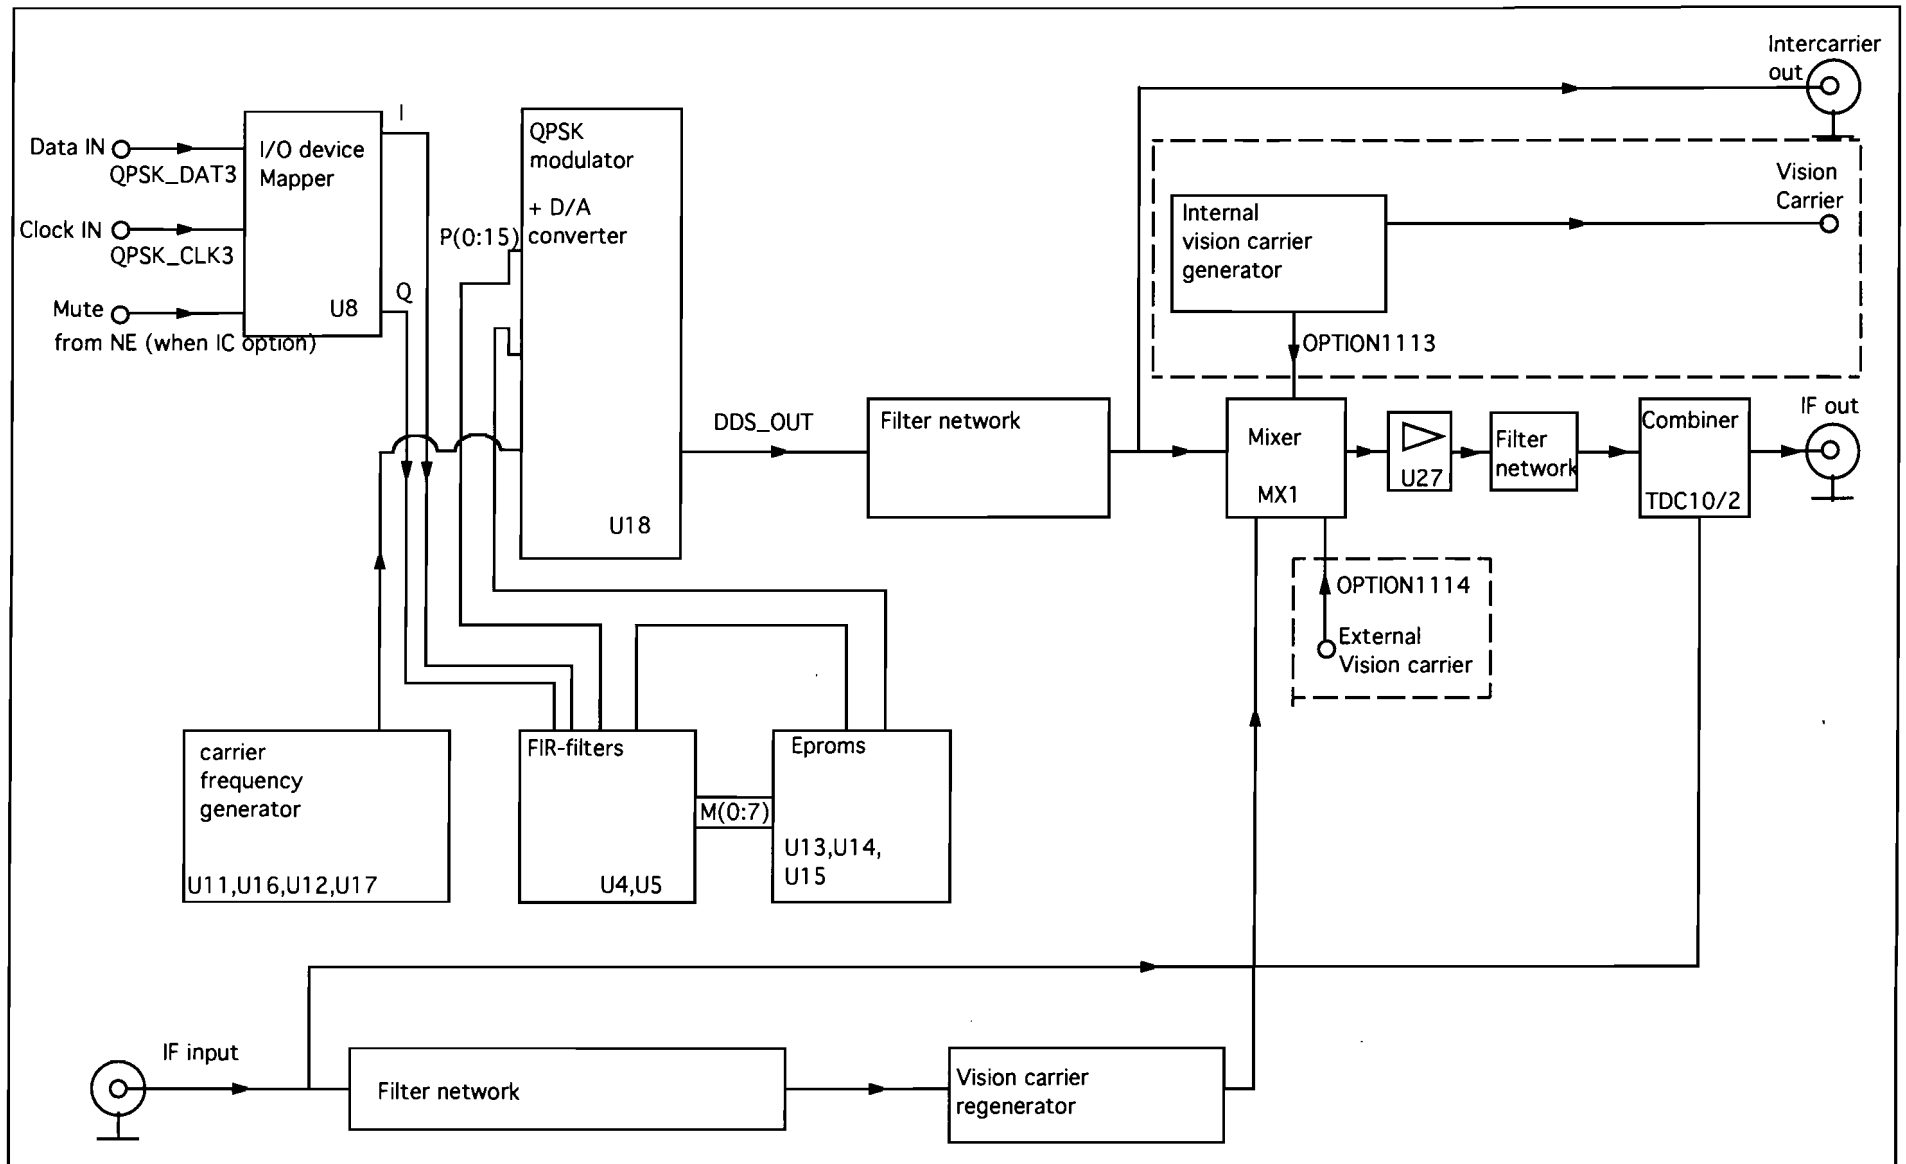 Intercarrier
out
I
Data IN
QPSK_DAT3
I/O device
Mapper
QPSK
modulator
+ D/A
converter
P(0:15)
Clock IN
QPSK_CLK3
Q
Mute
from NE (when IC option)
U8
Vision
Carrier
Internal
vision carrier
generator
OPTION1113
DDS_OUT
Filter network
Mixer
MX1
U27
Filter
network
Combiner
TDC10/2
IF out
U18
OPTION1114
External
Vision carrier
carrier
frequency
generator
U11,U16,U12,U17
FIR-filters
U4,U5
M(0:7)
Eproms
U13,U14,
U15
IF input
Filter network
Vision carrier
regenerator